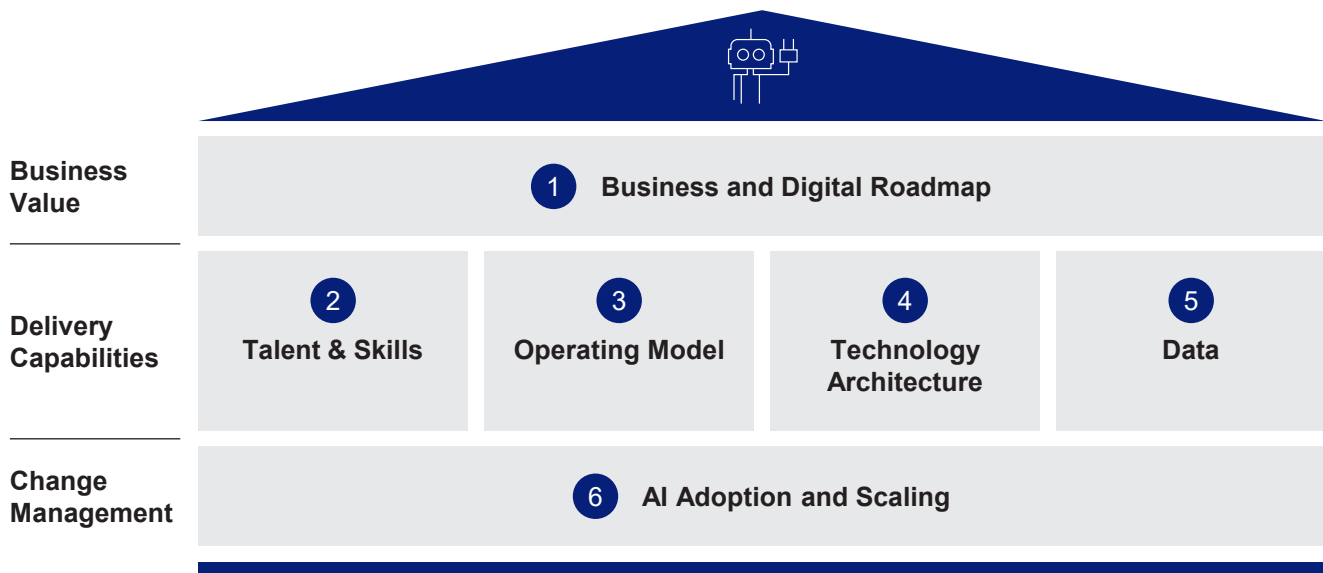 Business
Value
1 Business and Digital Roadmap
Delivery
Capabilities
2
Talent & Skills
3
Operating Model
4
Technology
Architecture
5
Data
Change
Management
6 AI Adoption and Scaling